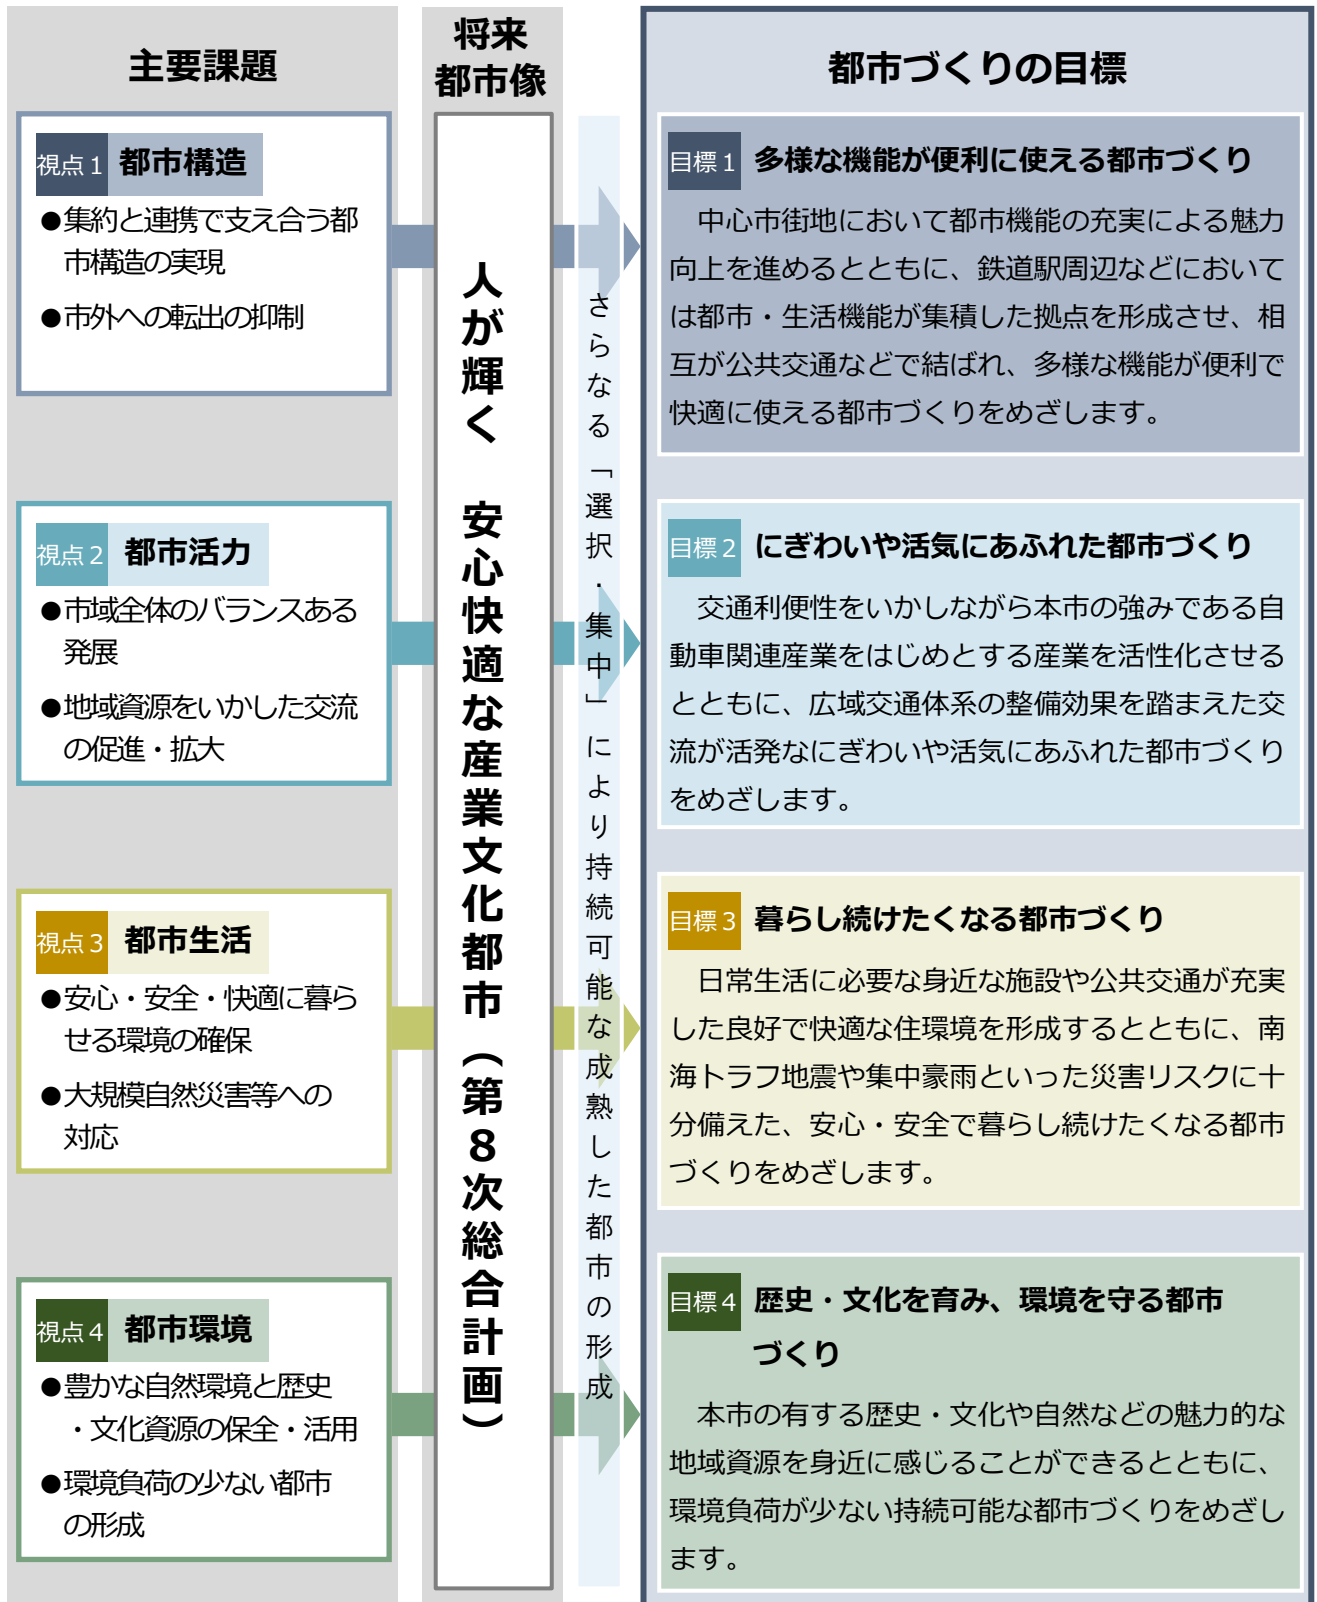 主要課題
視点1 都市構造
●集約と連携で支え合う都
市構造の実現
●市外への転出の抑制
視点2 都市活力
●市域全体のバランスある
発展
●地域資源をいかした交流
の促進・拡大
視点3 都市生活
●安心・安全・快適に暮ら
せる環境の確保
●大規模自然災害等への
対応
視点4 都市環境
●豊かな自然環境と歴史
・文化資源の保全・活用
●環境負荷の少ない都市
の形成
将来
都市像
人が輝く 安心快適な産業文化都市（第8次総合計画）
さらなる「選択・集中」により持続可能な成熟した都市の形成
都市づくりの目標
目標1 多様な機能が便利に使える都市づくり
中心市街地において都市機能の充実による魅力
向上を進めるとともに、鉄道駅周辺などにおいて
は都市・生活機能が集積した拠点を形成させ、相
互が公共交通などで結ばれ、多様な機能が便利で
快適に使える都市づくりをめざします。
目標2 にぎわいや活気にあふれた都市づくり
交通利便性をいかしながら本市の強みである自
動車関連産業をはじめとする産業を活性化させる
とともに、広域交通体系の整備効果を踏まえた交
流が活発なにぎわいや活気にあふれた都市づくり
をめざします。
目標3 暮らし続けたくなる都市づくり
日常生活に必要な身近な施設や公共交通が充実
した良好で快適な住環境を形成するとともに、南
海トラフ地震や集中豪雨といった災害リスクに十
分備えた、安心・安全で暮らし続けたくなる都市
づくりをめざします。
目標4 歴史・文化を育み、環境を守る都市
づくり
本市の有する歴史・文化や自然などの魅力的な
地域資源を身近に感じることができるとともに、
環境負荷が少ない持続可能な都市づくりをめざし
ます。